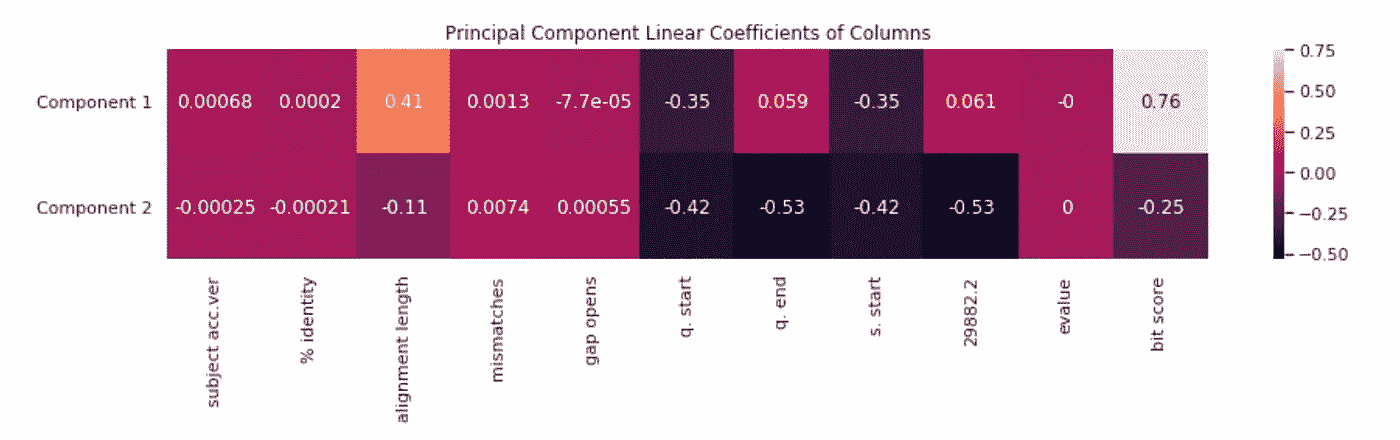 Principal Component Linear Coefficients of Columns
Component 1 0.00068 0.0002 0.41 0.0013 -7.7e-05 -0.35 0.059 -0.35 0.061 -0 0.76
Component 2 -0.00025 -0.00021 -0.11 0.0074 0.00055 -0.42 -0.53 -0.42 -0.53 0 -0.25
subject acc.ver
% identity
alignment length
mismatches
gap opens
q. start
q. end
s. start
29882.2
evalue
bit score
0.75
0.50
0.25
0.00
−0.25
−0.50